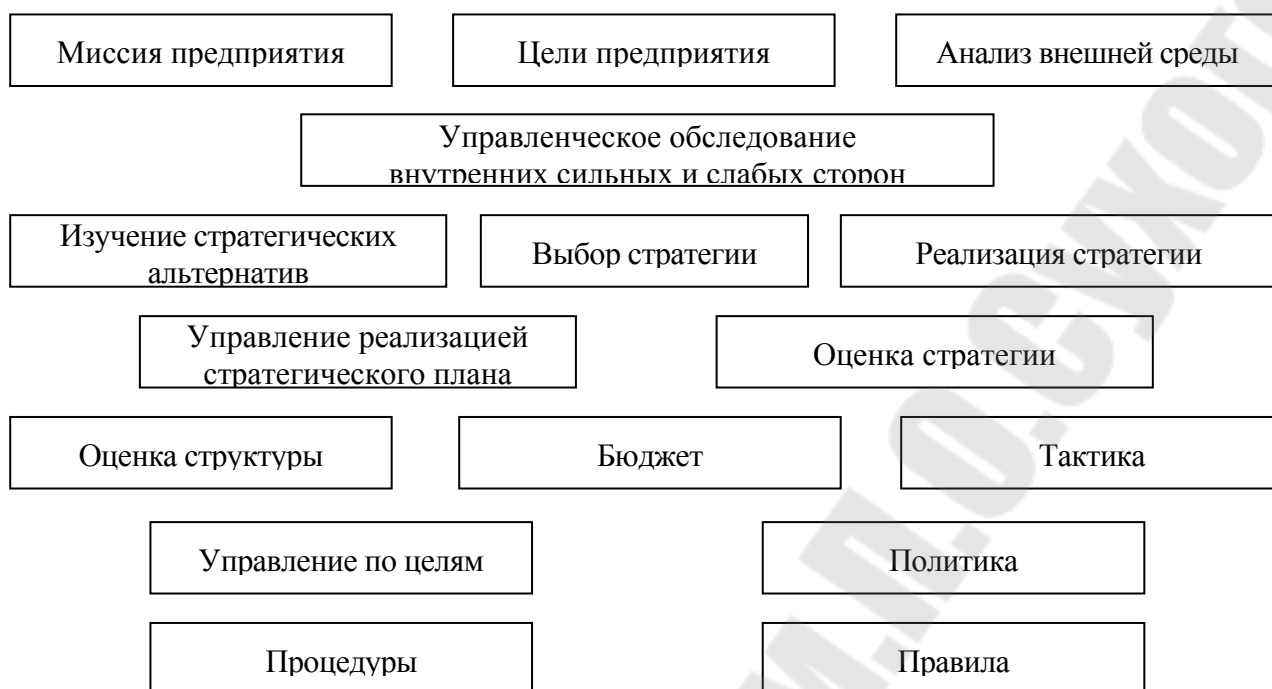 Миссия предприятия
Цели предприятия
Анализ внешней среды
Управленческое обследование
внутренних сильных и слабых сторон
Изучение стратегических
альтернатив
Выбор стратегии
Реализация стратегии
Управление реализацией
стратегического плана
Оценка стратегии
Оценка структуры
Бюджет
Тактика
Управление по целям
Политика
Процедуры
Правила